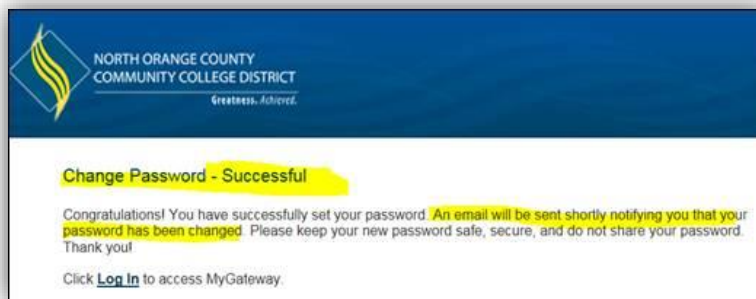 NORTH ORANGE COUNTY
COMMUNITY COLLEGE DISTRICT
Greatness. Achieved.
Change Password - Successful
Congratulations! You have successfully set your password. An email will be sent shortly notifying you that your
password has been changed. Please keep your new password safe, secure, and do not share your password.
Thank you!
Click Log In to access MyGateway.